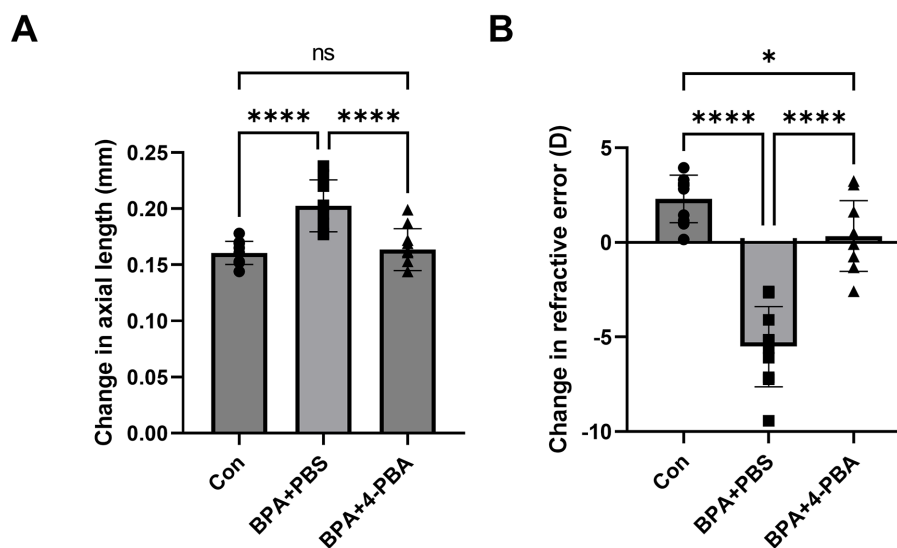 A
ns
****
****
Change in axial length (mm)
0.25
0.20
0.15
0.10
0.05
0.00
Con
BPA+PBS
BPA+4-PBA
B
*
****
****
Change in refractive error (D)
5
0
-5
-10
Con
BPA+PBS
BPA+4-PBA